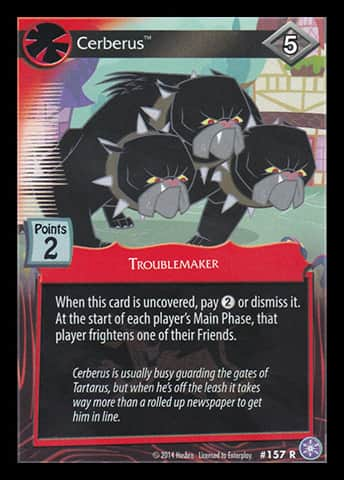 Cerberus™
5
Points
2
TROUBLEMAKER
When this card is uncovered, pay 2 or dismiss it.
At the start of each player's Main Phase, that
player frightens one of their Friends.
Cerberus is usually busy guarding the gates of
Tartarus, but when he's off the leash it takes
way more than a rolled up newspaper to get
him in line.
© 2014 Hasbro. Licensed to Enterplay. #157 R